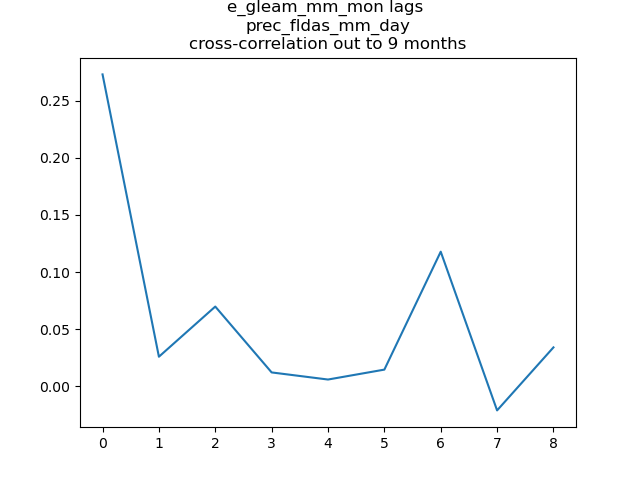 e_gleam_mm_mon lags
prec_fldas_mm_day
cross-correlation out to 9 months
0.25
0.20
0.15
0.10
0.05
0.00
0 1 2 3 4 5 6 7 8